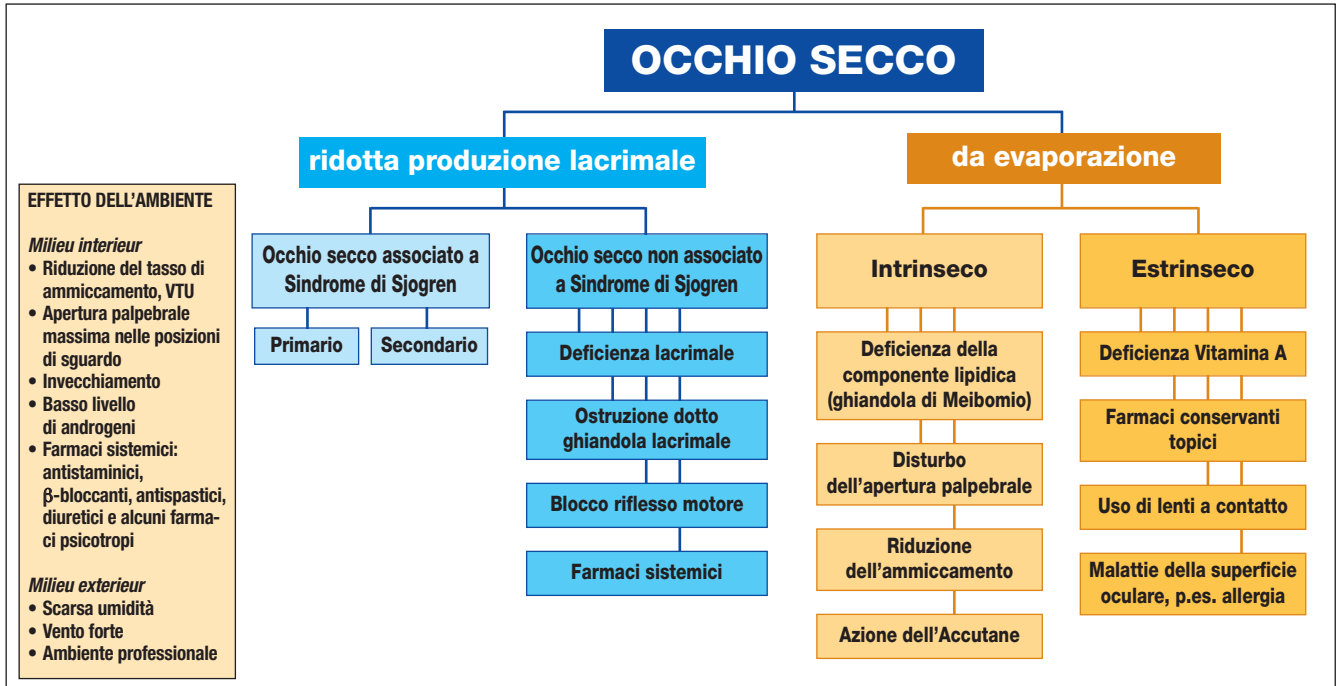 OCCHIO SECCO
ridotta produzione lacrimale
da evaporazione
EFFETTO DELL'AMBIENTE
Milieu interieur
• Riduzione del tasso di
ammiccamento, VTU
• Apertura palpebrale
massima nelle posizioni
di sguardo
• Invecchiamento
• Basso livello
di androgeni
• Farmaci sistemici:
antistaminici,
β-bloccanti, antispastici,
diuretici e alcuni farma-
ci psicotropi
Milieu exterieur
• Scarsa umidità
• Vento forte
• Ambiente professionale
Occhio secco associato a
Sindrome di Sjogren
Primario
Secondario
Occhio secco non associato
a Sindrome di Sjogren
Deficienza lacrimale
Ostruzione dotto
ghiandola lacrimale
Blocco riflesso motore
Farmaci sistemici
Intrinseco
Deficienza della
componente lipidica
(ghiandola di Meibomio)
Disturbo
dell'apertura palpebrale
Riduzione
dell'ammiccamento
Azione dell'Accutane
Estrinseco
Deficienza Vitamina A
Farmaci conservanti
topici
Uso di lenti a contatto
Malattie della superficie
oculare, p.es. allergia